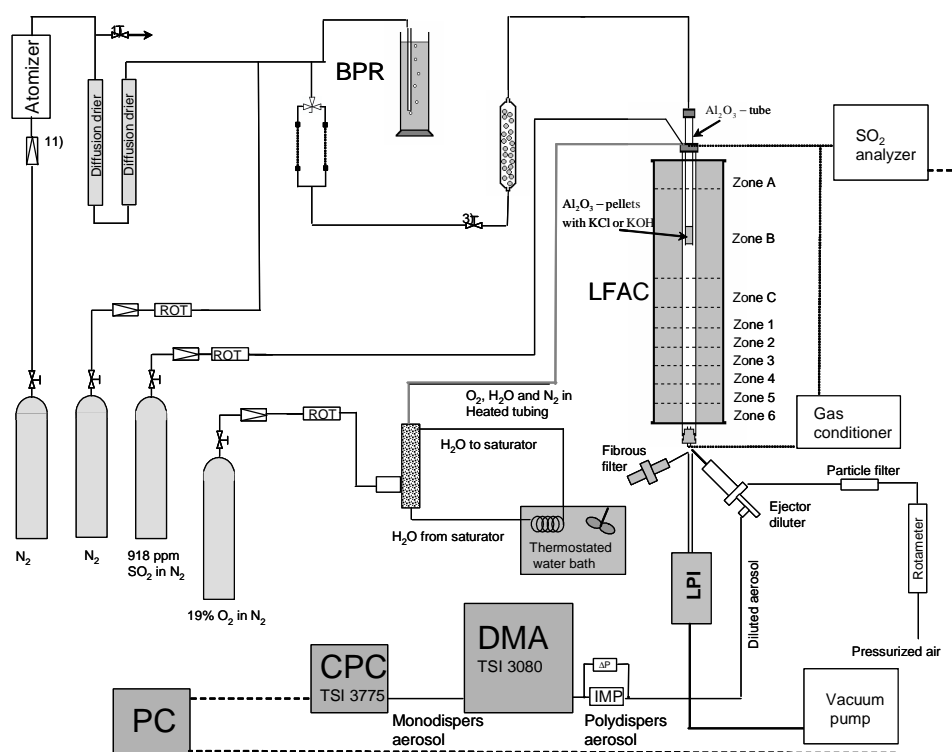 Atomizer
11)
Diffusion drier
Diffusion drier
1)
BPR
3)
Al2O3 – tube
SO2
analyzer
Zone A
Al2O3 – pellets
with KCl or KOH
Zone B
LFAC
Zone C
Zone 1
Zone 2
Zone 3
Zone 4
Zone 5
Zone 6
ROT
ROT
ROT
O2, H2O and N2 in
Heated tubing
Gas
conditioner
H2O to saturator
Fibrous
filter
Particle filter
Ejector
diluter
H2O from saturator
Thermostated
water bath
N2
N2
918 ppm
SO2 in N2
19% O2 in N2
LPI
Diluted aerosol
Rotameter
Pressurized air
DMA
TSI 3080
CPC
TSI 3775
ΔP
IMP
PC
Monodispers
aerosol
Polydispers
aerosol
Vacuum
pump